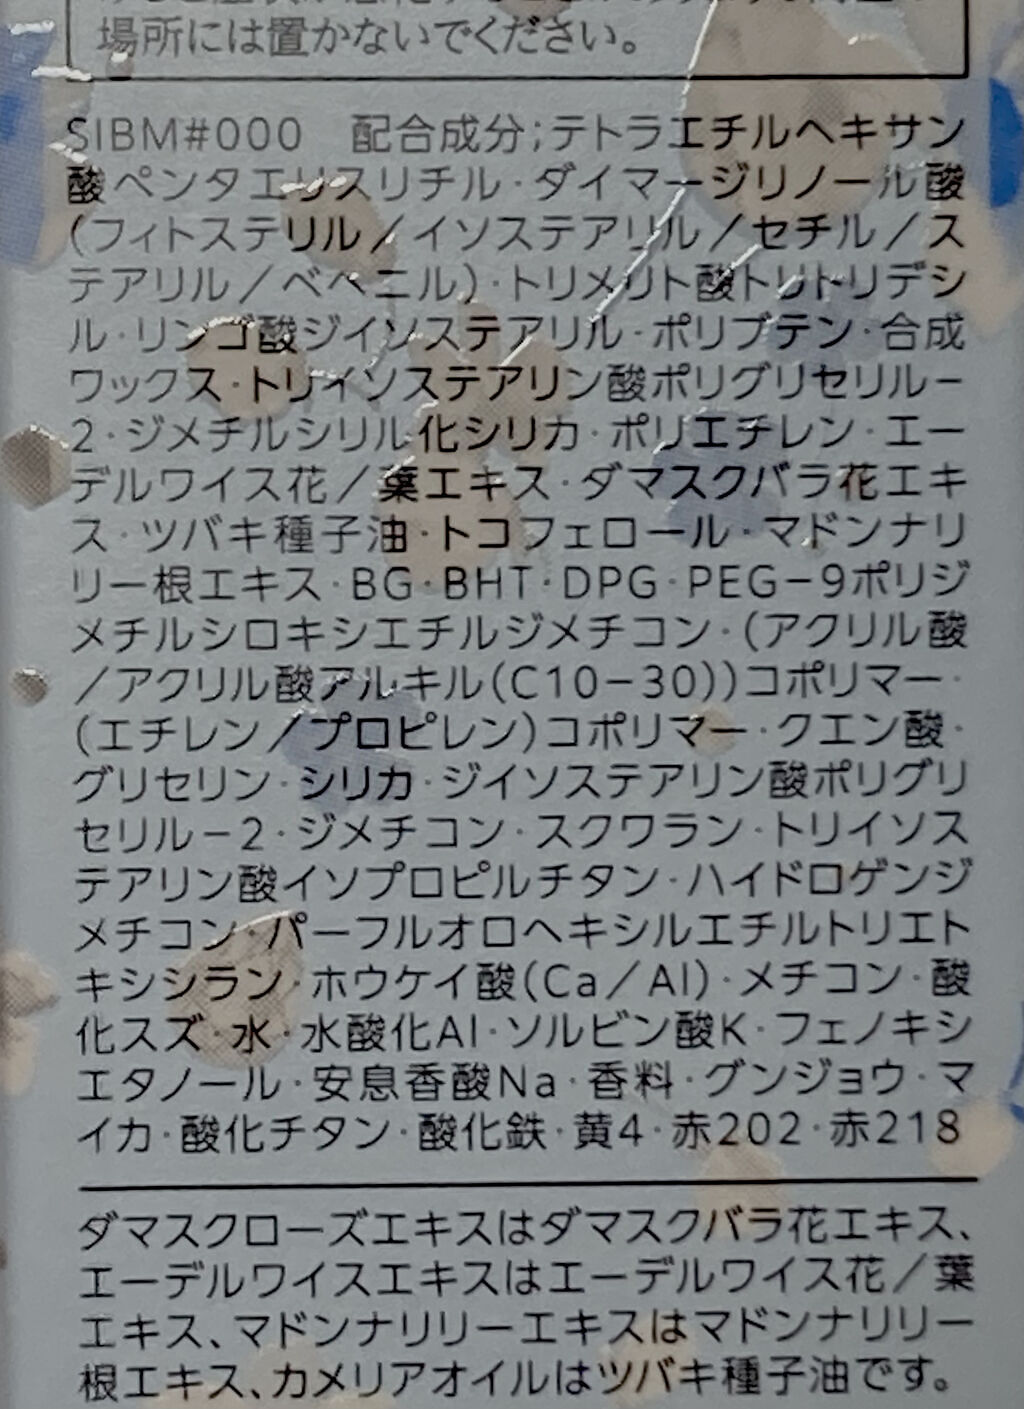 場所には置かないでください。
SIBM#000 配合成分;テトラエチルヘキサン
酸ペンタエリスリチル・ダイマージリノール酸
(フィトステリル/イソステアリル/セチル/ス
テアリル/ベヘニル)・トリメリト酸トリトリデシ
ル・リンゴ酸ジイソステアリル・ポリブテン・合成
ワックス・トリイソステアリン酸ポリグリセリル−
2・ジメチルシリル化シリカ・ポリエチレン・エー
デルワイス花/葉エキス・ダマスクバラ花エキ
ス・ツバキ種子油・トコフェロール・マドンナリ
リー根エキス・BG・BHT・DPG・PEG−9ポリジ
メチルシロキシエチルジメチコン・(アクリル酸
/アクリル酸アルキル(C10−30))コポリマー・
(エチレン/プロピレン)コポリマー・クエン酸・
グリセリン・シリカ・ジイソステアリン酸ポリグリ
セリル−2・ジメチコン・スクワラン・トリイソス
テアリン酸イソプロピルチタン・ハイドロゲンジ
メチコン・パーフルオロヘキシルエチルトリエト
キシシラン・ホウケイ酸(Ca/Al)・メチコン・酸
化スズ・水・水酸化Al・ソルビン酸K・フェノキシ
エタノール・安息香酸Na・香料・グンジョウ・マ
イカ・酸化チタン・酸化鉄・黄4・赤202・赤218
ダマスクローズエキスはダマスクバラ花エキス、
エーデルワイスエキスはエーデルワイス花/葉
エキス、マドンナリリーエキスはマドンナリリー
根エキス、カメリアオイルはツバキ種子油です。